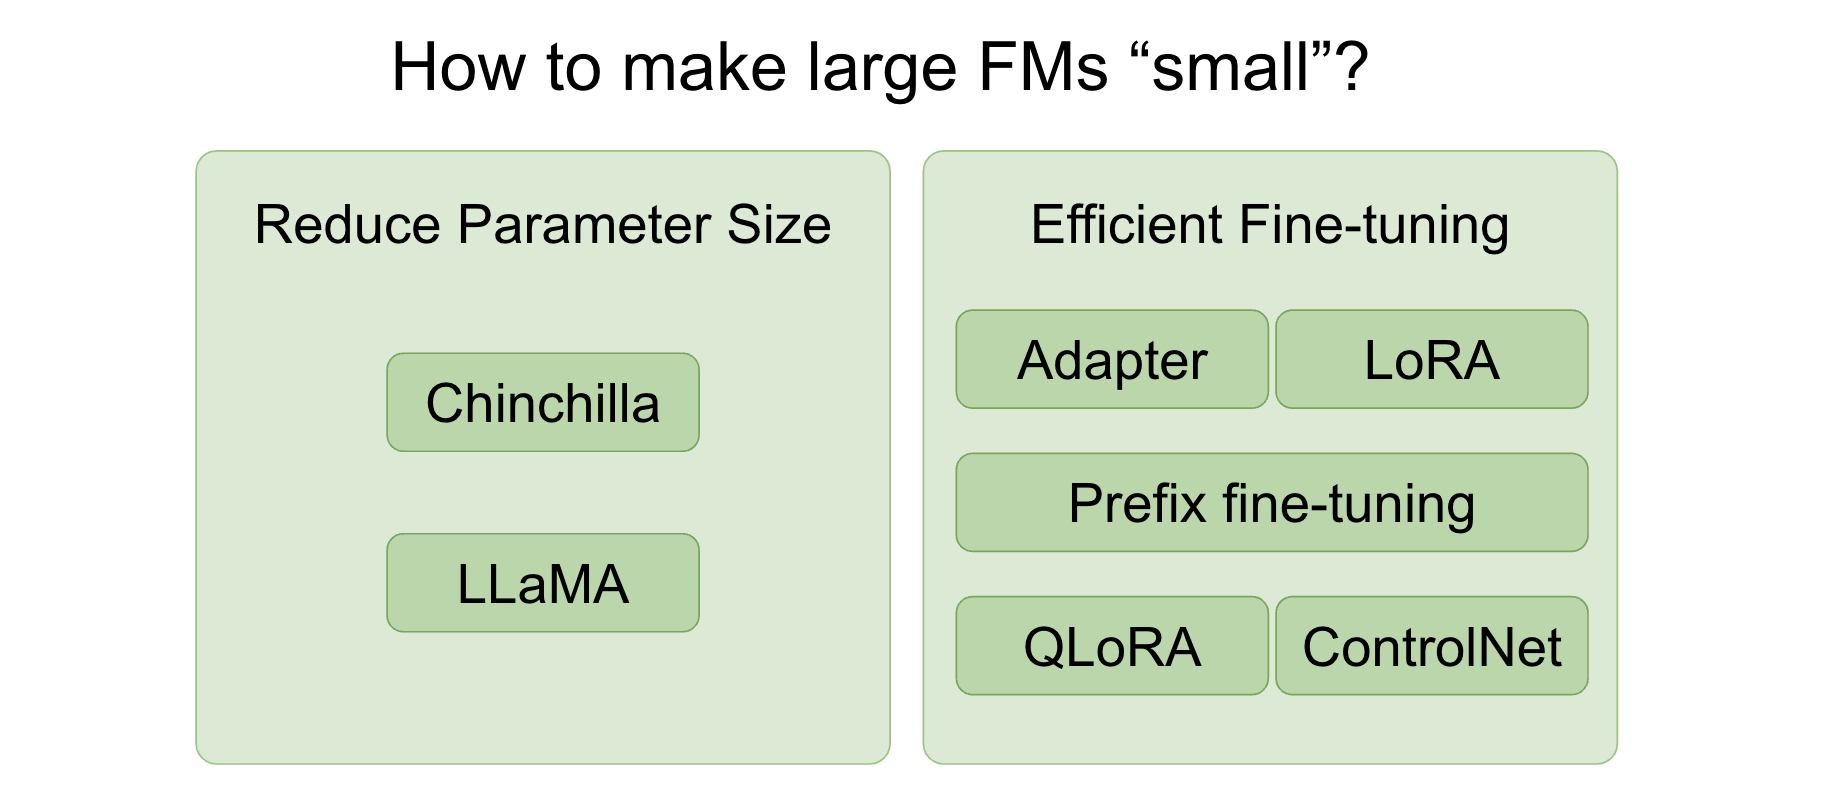 How to make large FMs “small”?
Reduce Parameter Size
Chinchilla
LLaMA
Efficient Fine-tuning
Adapter
LoRA
Prefix fine-tuning
QLoRA
ControlNet